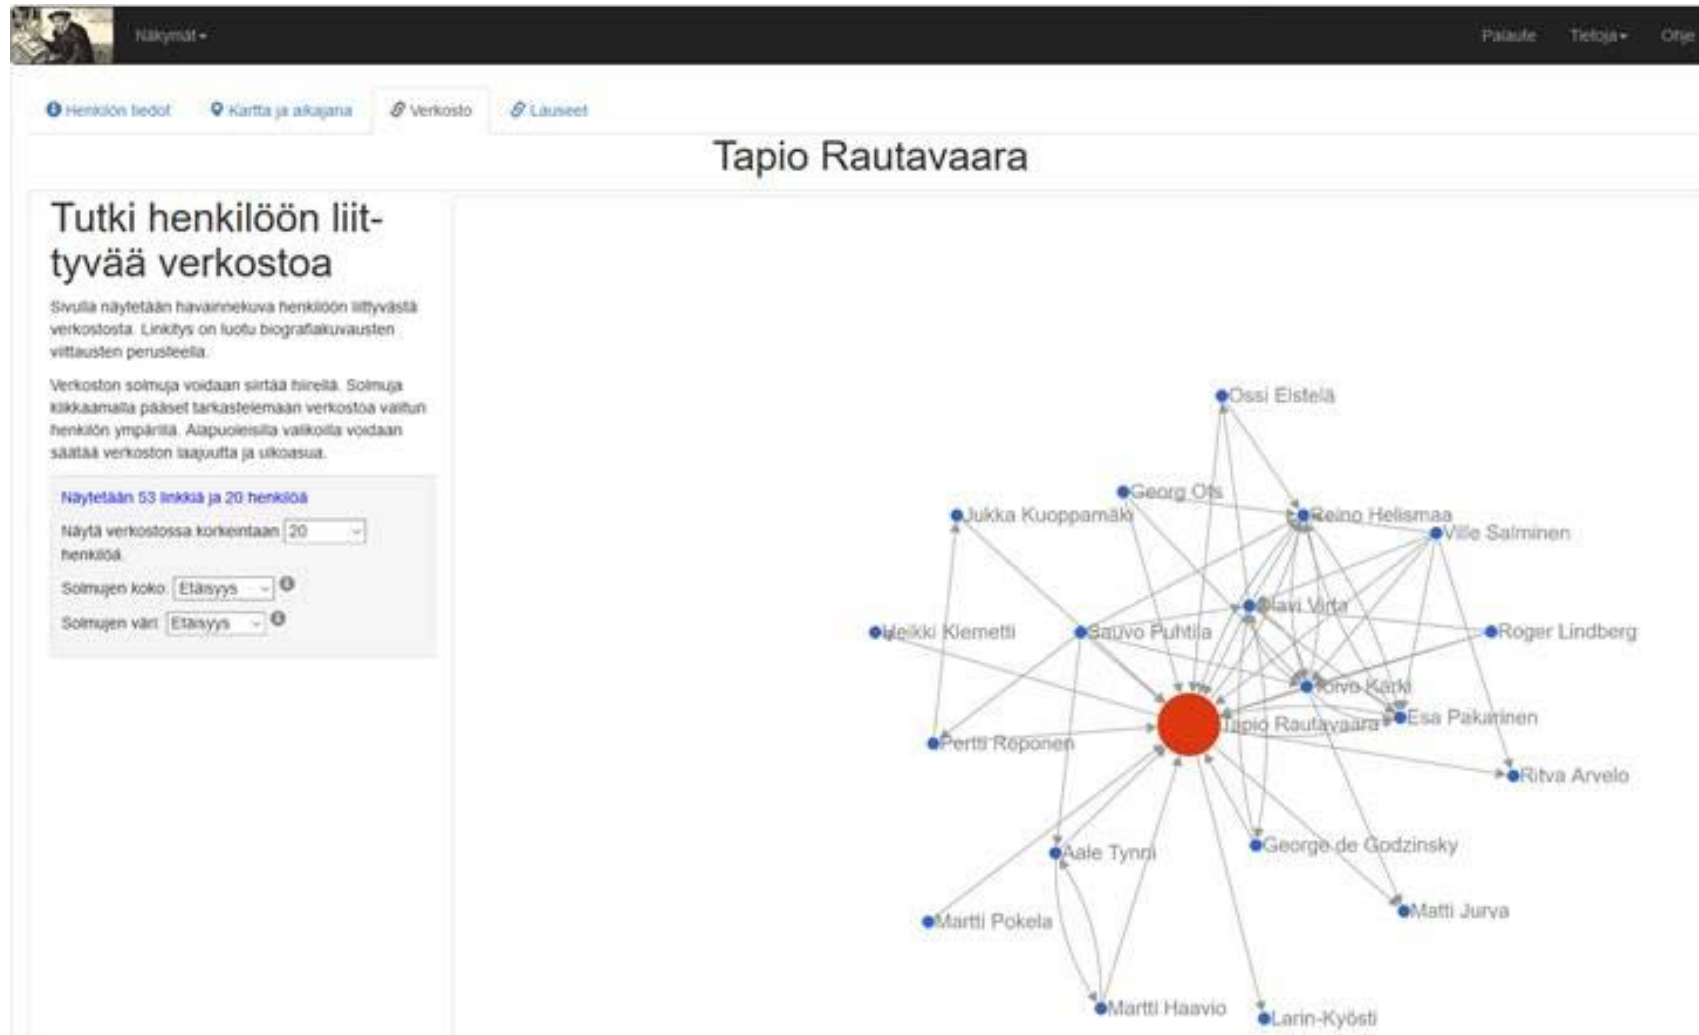 Näkymät
Palaute Tietoja Ohje
Henkilön tiedot Kartta ja aikajana Verkosto Lauseet
Tapio Rautavaara
Tutki henkilöön liit-
tyvää verkostoa
Sivulla näytetään havainnekuva henkilöön liittyvästä
verkostosta. Linkitys on luotu biografiakuvausten
viittausten perusteella.
Verkoston solmuja voidaan siirtää hiirellä. Solmuja
klikkaamalla pääset tarkastelemaan verkostoa valitun
henkilön ympärillä. Alapuoleisilla valikoilla voidaan
säätää verkoston laajuutta ja ulkoasua.
Näytetään 53 linkkiä ja 20 henkilöä
Näytä verkostossa korkeintaan 20
henkilöä.
Solmujen koko: Etäisyys
Solmujen väri: Etäisyys
Ossi Elstelä
Georg Ots
Jukka Kuoppamäki
Reino Helismaa
Ville Salminen
Olavi Virta
Heikki Klemetti
Sauvo Puhtila
Roger Lindberg
Toivo Kärki
Esa Pakarinen
Tapio Rautavaara
Pertti Reponen
Ritva Arvelo
George de Godzinsky
Aale Tynni
Matti Jurva
Martti Pokela
Martti Haavio
Larin-Kyösti